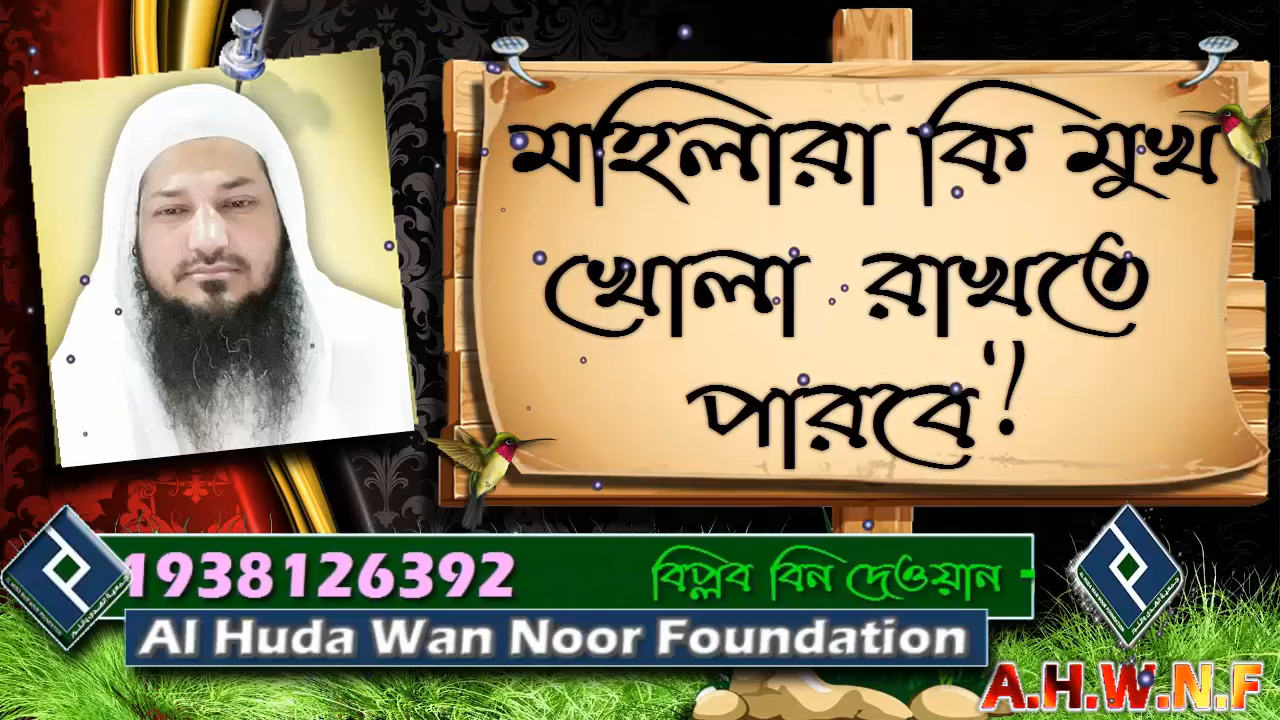 মহিলারা কি মুখ
খোলা রাখতে
পারবে?
1938126392 বিপ্লব বিন দেওয়ান -
Al Huda Wan Noor Foundation
A.H.W.N.F